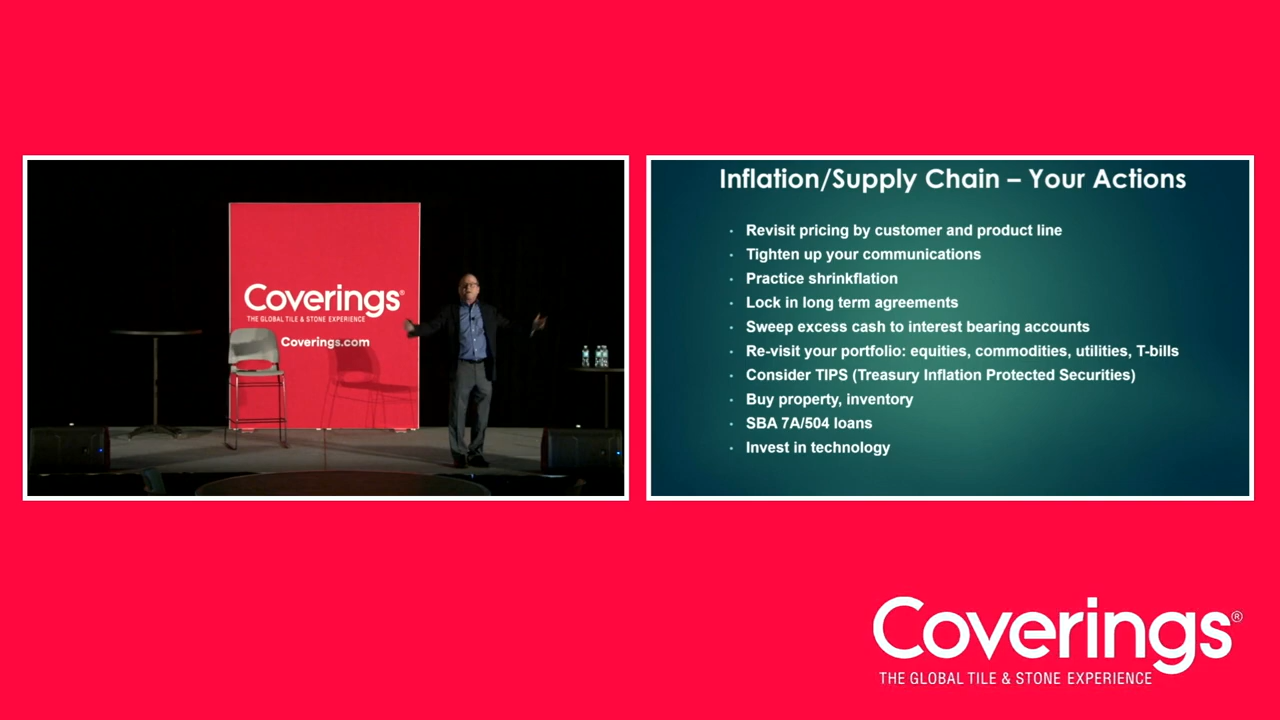 Coverings®
THE GLOBAL TILE & STONE EXPERIENCE
Coverings.com
Inflation/Supply Chain – Your Actions
• Revisit pricing by customer and product line
• Tighten up your communications
• Practice shrinkflation
• Lock in long term agreements
• Sweep excess cash to interest bearing accounts
• Re-visit your portfolio: equities, commodities, utilities, T-bills
• Consider TIPS (Treasury Inflation Protected Securities)
• Buy property, inventory
• SBA 7A/504 loans
• Invest in technology
Coverings®
THE GLOBAL TILE & STONE EXPERIENCE